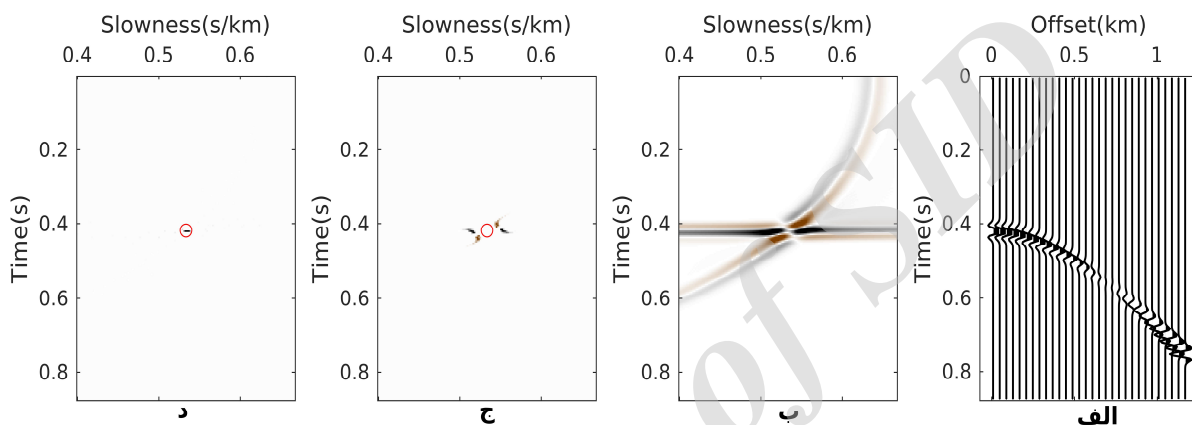 Slowness(s/km) Slowness(s/km) Slowness(s/km) Offset(km)
0.4 0.5 0.6 0.4 0.5 0.6 0.4 0.5 0.6 0 0.5 1
0
0.2 0.2 0.2 0.2
0.4 0.4 0.4 0.4
Time(s) Time(s) Time(s) Time(s)
0.6 0.6 0.6 0.6
0.8 0.8 0.8 0.8
د ج ب الف
of SID